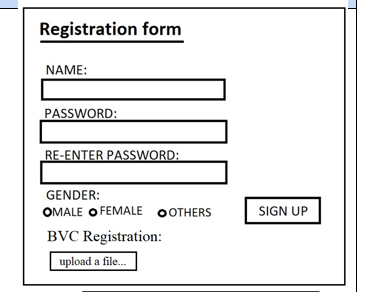 Registration form
NAME:
PASSWORD:
RE-ENTER PASSWORD:
GENDER:
MALE FEMALE OTHERS
SIGN UP
BVC Registration:
upload a file...